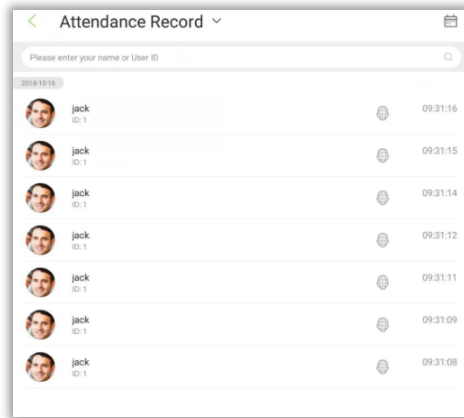 Attendance Record
Please enter your name or User ID
2018-10-16
jack
ID: 1
09:31:16
jack
ID: 1
09:31:15
jack
ID: 1
09:31:14
jack
ID: 1
09:31:12
jack
ID: 1
09:31:11
jack
ID: 1
09:31:09
jack
ID: 1
09:31:08